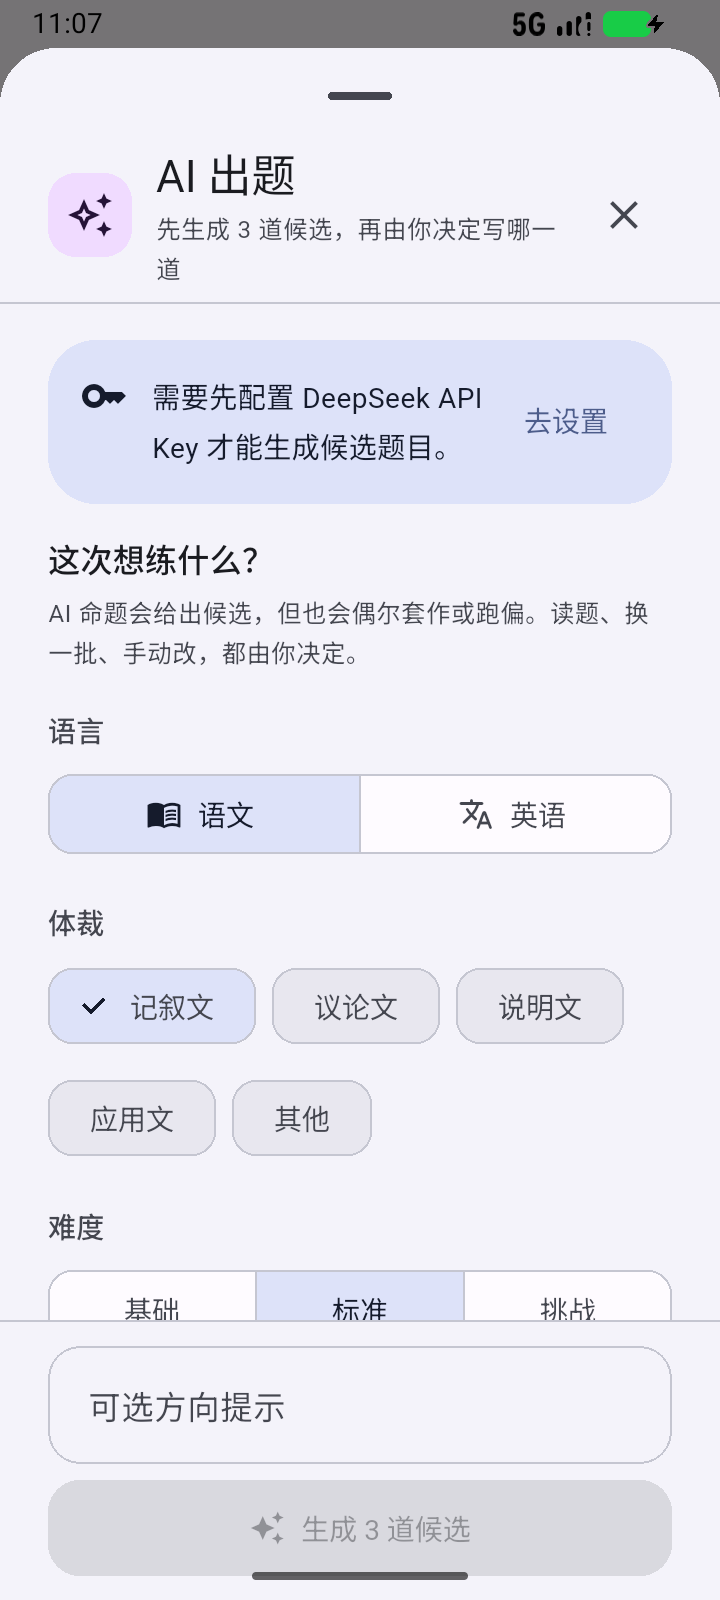 11:07
5G
AI 出题
先生成 3 道候选，再由你决定写哪一
道
需要先配置 DeepSeek API
Key 才能生成候选题目。
去设置
这次想练什么？
AI 命题会给出候选，但也会偶尔套作或跑偏。读题、换
一批、手动改，都由你决定。
语言
语文
英语
体裁
记叙文
议论文
说明文
应用文
其他
难度
基础
标准
挑战
可选方向提示
生成 3 道候选